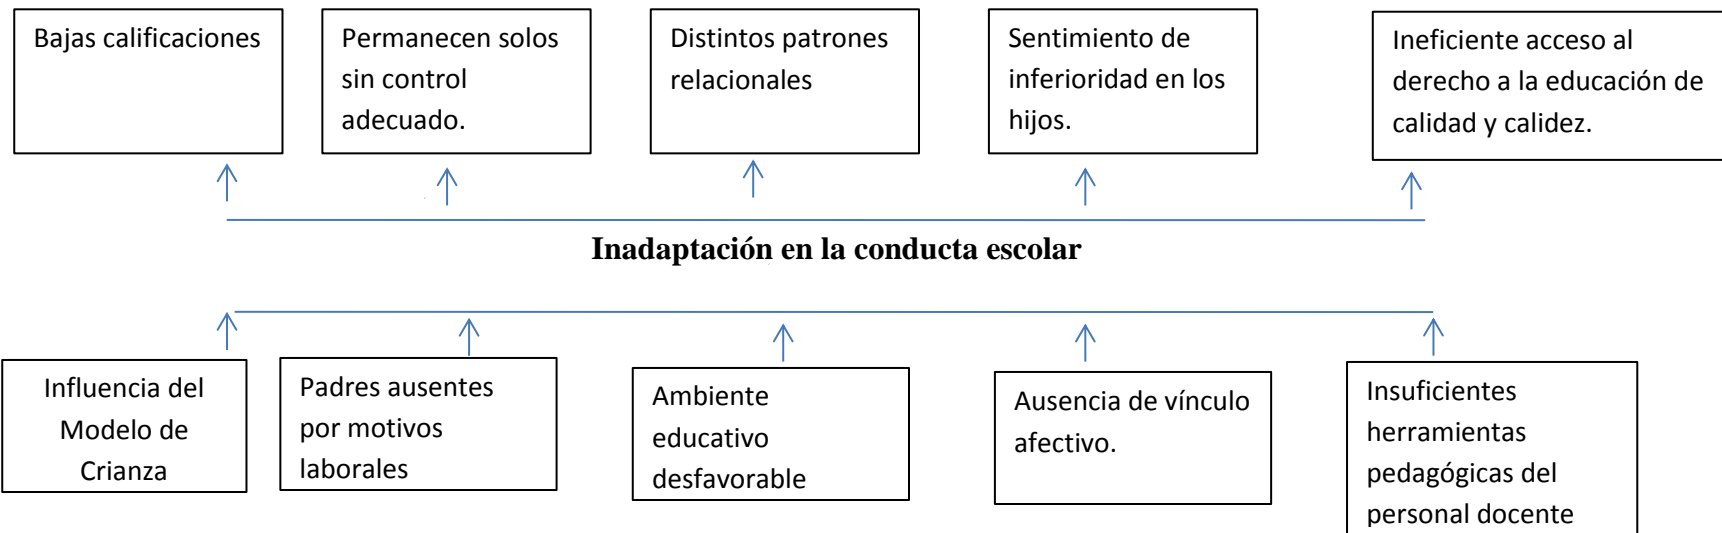 Bajas calificaciones
Permanecen solos
sin control
adecuado.
Distintos patrones
relacionales
Sentimiento de
inferioridad en los
hijos.
Ineficiente acceso al
derecho a la educación de
calidad y calidez.
Inadaptación en la conducta escolar
Influencia del
Modelo de
Crianza
Padres ausentes
por motivos
laborales
Ambiente
educativo
desfavorable
Ausencia de vínculo
afectivo.
Insuficientes
herramientas
pedagógicas del
personal docente